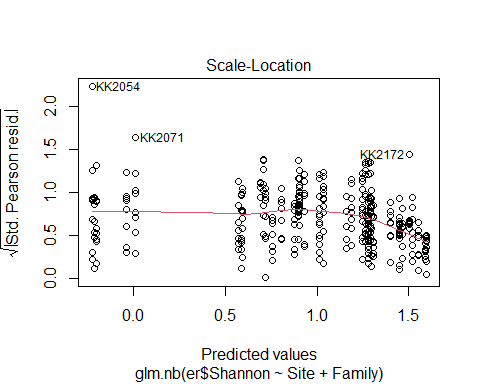 Scale-Location
√|Std. Pearson resid.|
2.0
1.5
1.0
0.5
0.0
KK2054
KK2071
KK2172
0.0 0.5 1.0 1.5
Predicted values
glm.nb(er$Shannon ~ Site + Family)